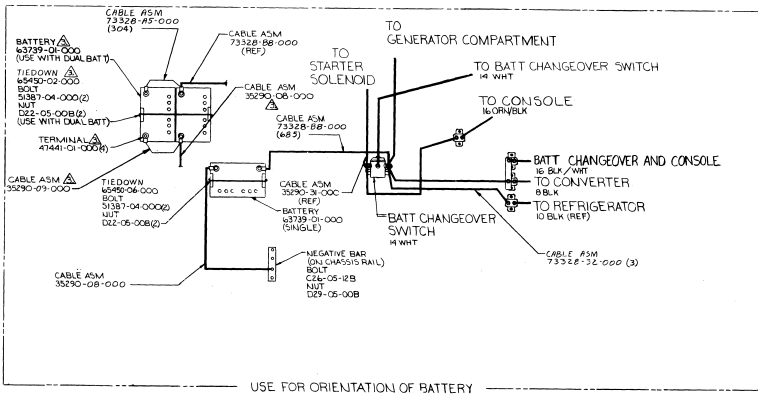 CABLE ASM
73328-A5-000
(304)
BATTERY 3
63739-01-000
(USE WITH DUAL BATT)
TIEDOWN 3
65450-02-000
BOLT
51387-04-000(2)
NUT
D22-05-00B(2)
(USE WITH DUAL BATT)
TERMINAL 3
47441-01-000(4)
CABLE ASM 3
35290-09-000
CABLE ASM
73328-B8-000
(REF)
CABLE ASM
35290-08-000
3
TO
STARTER
SOLENOID
TO
GENERATOR COMPARTMENT
TO BATT CHANGEOVER SWITCH
14 WHT
TO CONSOLE
16 ORN/BLK
CABLE ASM
73328-B8-000
(685)
TIEDOWN
65450-06-000
BOLT
51387-04-000(2)
NUT
D22-05-00B(2)
CABLE ASM
35290-31-000
(REF)
BATTERY
63739-01-000
(SINGLE)
BATT CHANGEOVER
SWITCH
14 WHT
BATT CHANGEOVER AND CONSOLE
16 BLK/WHT
TO CONVERTER
8 BLK
TO REFRIGERATOR
10 BLK (REF)
CABLE ASM
73328-32-000 (3)
CABLE ASM
35290-08-000
NEGATIVE BAR
(ON CHASSIS RAIL)
BOLT
C26-05-12B
NUT
D29-05-00B
USE FOR ORIENTATION OF BATTERY